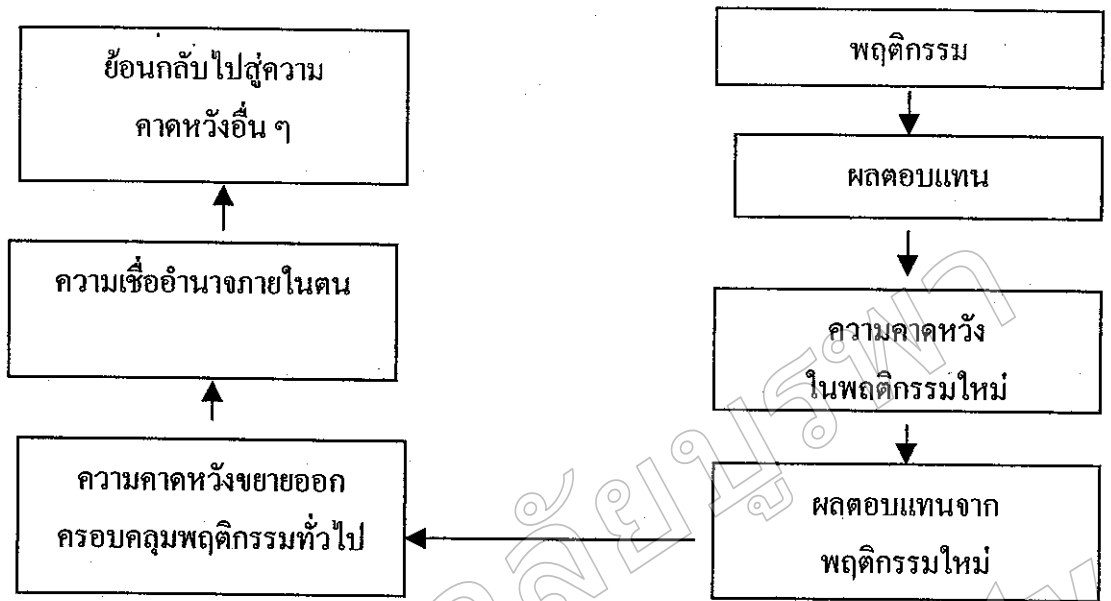 ย้อนกลับไปสู่ความ
คาดหวังอื่น ๆ
ความเชื่ออำนาจภายในตน
ความคาดหวังขยายออก
ครอบคลุมพฤติกรรมทั่วไป
พฤติกรรม
ผลตอบแทน
ความคาดหวัง
ในพฤติกรรมใหม่
ผลตอบแทนจาก
พฤติกรรมใหม่